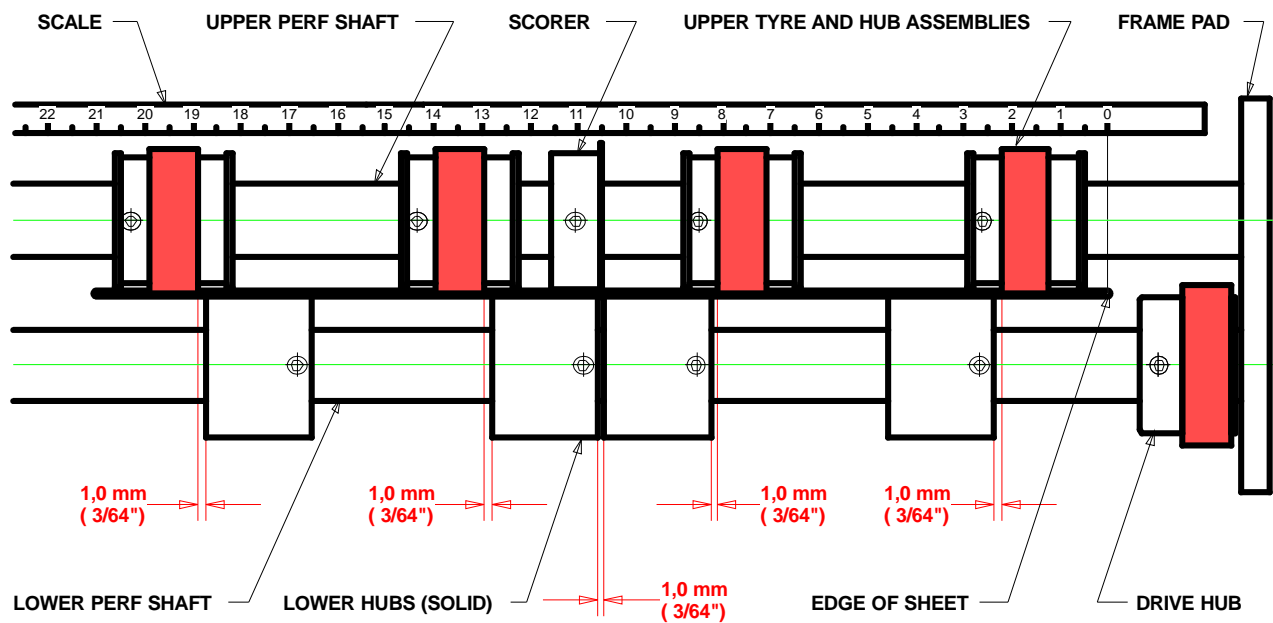 SCALE UPPER PERF SHAFT SCORER UPPER TYRE AND HUB ASSEMBLIES FRAME PAD
22 21 20 19 18 17 16 15 14 13 12 11 10 9 8 7 6 5 4 3 2 1 0
1,0 mm 1,0 mm 1,0 mm 1,0 mm
( 3/64") ( 3/64") ( 3/64") ( 3/64")
1,0 mm
( 3/64")
LOWER PERF SHAFT LOWER HUBS (SOLID) EDGE OF SHEET DRIVE HUB